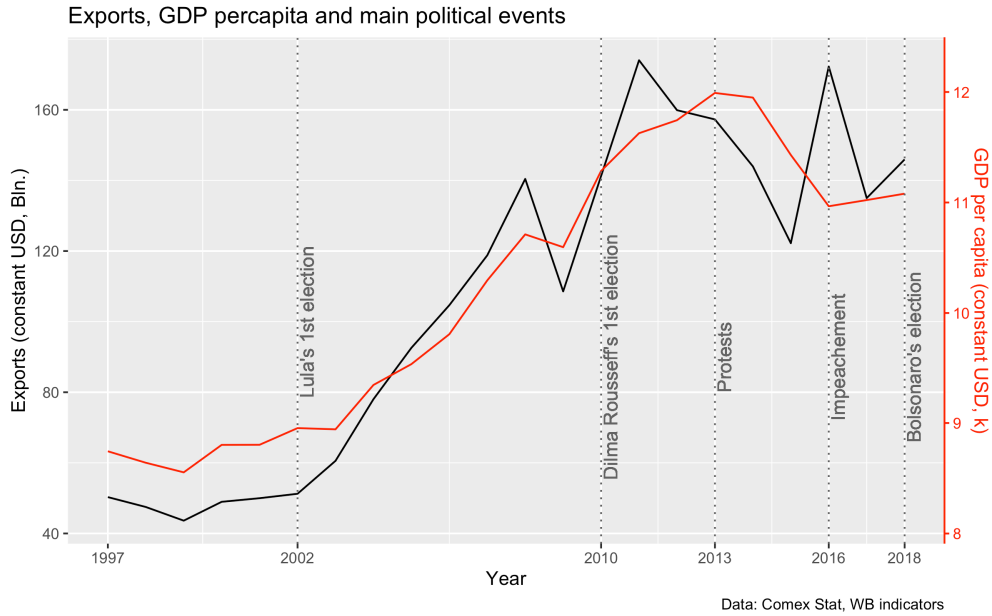 Exports, GDP percapita and main political events
Exports (constant USD, Bln.)
160
120
80
40
Lula's 1st election
Dilma Rousseff's 1st election
Protests
Impeachement
Bolsonaro's election
12
11
10
9
8
GDP per capita (constant USD, k)
1997
2002
2010
2013
2016
2018
Year
Data: Comex Stat, WB indicators